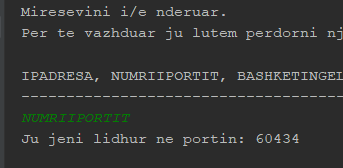 Miresevini i/e nderuar.
Per te vazhduar ju lutem perdorni nj
IPADRESA, NUMRIIPORTIT, BASHKETINGEL
------------------------------------
NUMRIIPORTIT
Ju jeni lidhur ne portin: 60434